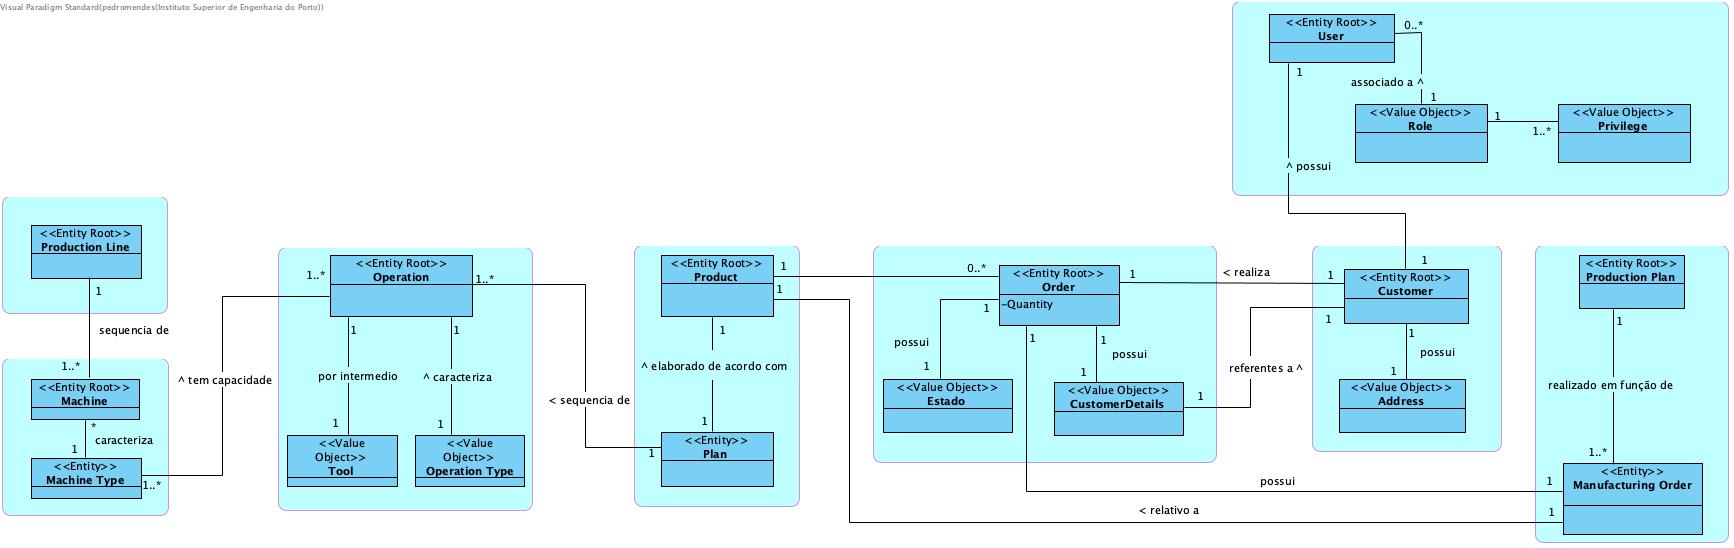 Visual Paradigm Standard(pedromendes(Instituto Superior de Engenharia do Porto))
<<Entity Root>>
User
0..*
1
associado a ^
1
<<Value Object>>
Role
1
1..*
<<Value Object>>
Privilege
^ possui
1
<<Entity Root>>
Production Line
1
sequencia de
1..*
<<Entity Root>>
Machine
*
caracteriza
1
<<Entity>>
Machine Type
1..*
^ tem capacidade
1..*
<<Entity Root>>
Operation
1..*
1
por intermedio
1
<<Value
Object>>
Tool
1
^ caracteriza
1
<<Value
Object>>
Operation Type
< sequencia de
<<Entity Root>>
Product
1
1
1
^ elaborado de acordo com
1
1
<<Entity>>
Plan
0..*
<<Entity Root>>
Order
-Quantity
1
1
possui
1
<<Value Object>>
Estado
1
1
possui
1
<<Value Object>>
CustomerDetails
1
< realiza
1
referentes a ^
1
<<Entity Root>>
Customer
1
possui
1
<<Value Object>>
Address
<<Entity Root>>
Production Plan
1
realizado em função de
1..*
<<Entity>>
Manufacturing Order
possui
1
< relativo a
1